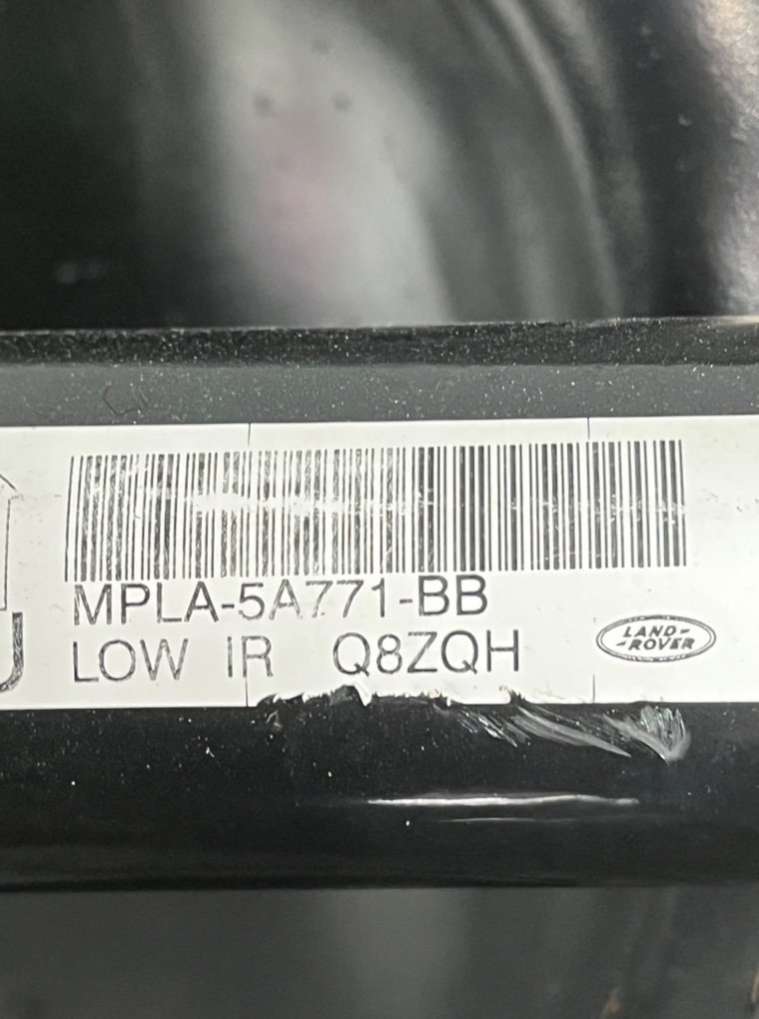 MPLA-5A771-BB
LOW IR Q8ZQH
LAND-
-ROVER